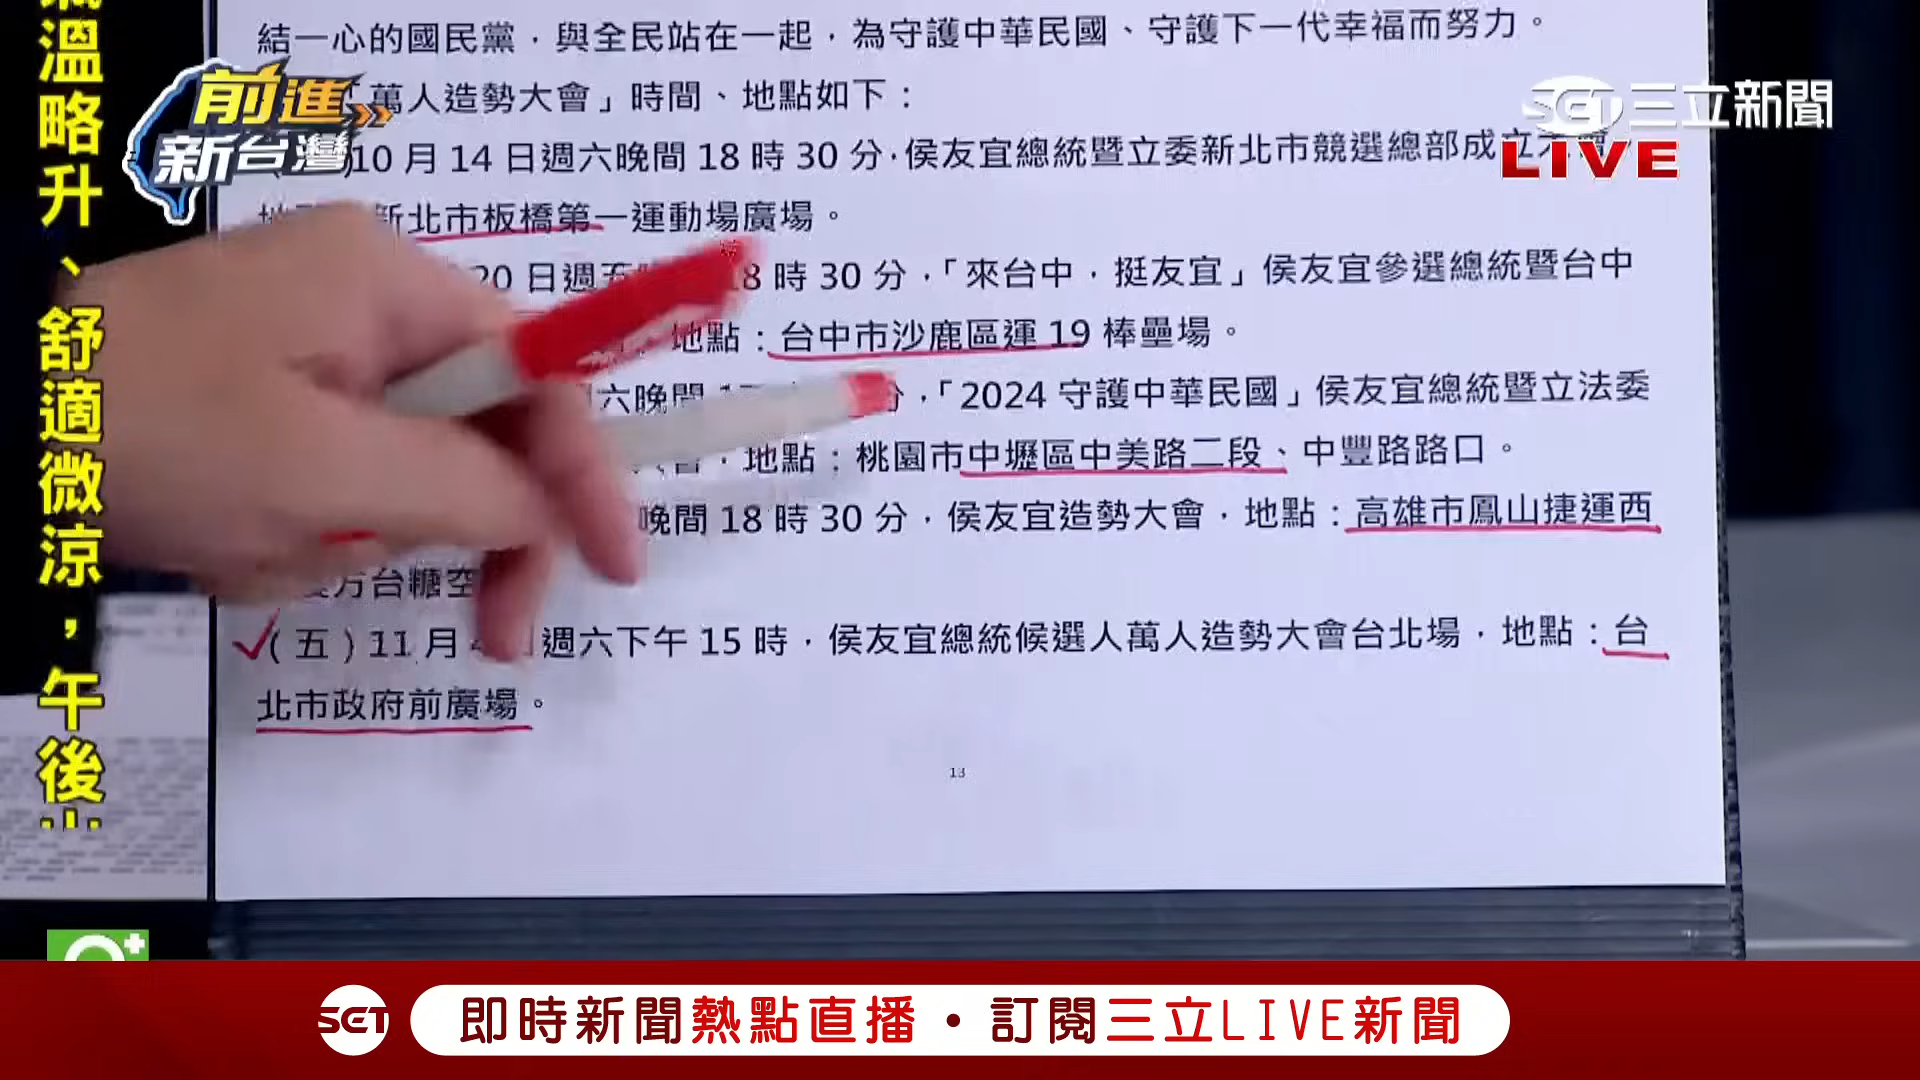 結一心的國民黨，與全民站在一起，為守護中華民國、守護下一代幸福而努力。
「萬人造勢大會」時間、地點如下：
10 月 14 日週六晚間 18 時 30 分，侯友宜總統暨立委新北市競選總部成立大
新北市板橋第一運動場廣場。
20 日週五 8 時 30 分，「來台中，挺友宜」侯友宜參選總統暨台中
地點：台中市沙鹿區運 19 棒壘場。
六晚間 分，「2024 守護中華民國」侯友宜總統暨立法委
地點：桃園市中壢區中美路二段、中豐路路口。
晚間 18 時 30 分，侯友宜造勢大會，地點：高雄市鳳山捷運西
方台糖空
(五) 11 月 日週六下午 15 時，侯友宜總統候選人萬人造勢大會台北場，地點：台
北市政府前廣場。
13
前進
新台灣
SET三立新聞
LIVE
溫略升、舒適微涼，午後
SET
即時新聞熱點直播・訂閱三立LIVE新聞